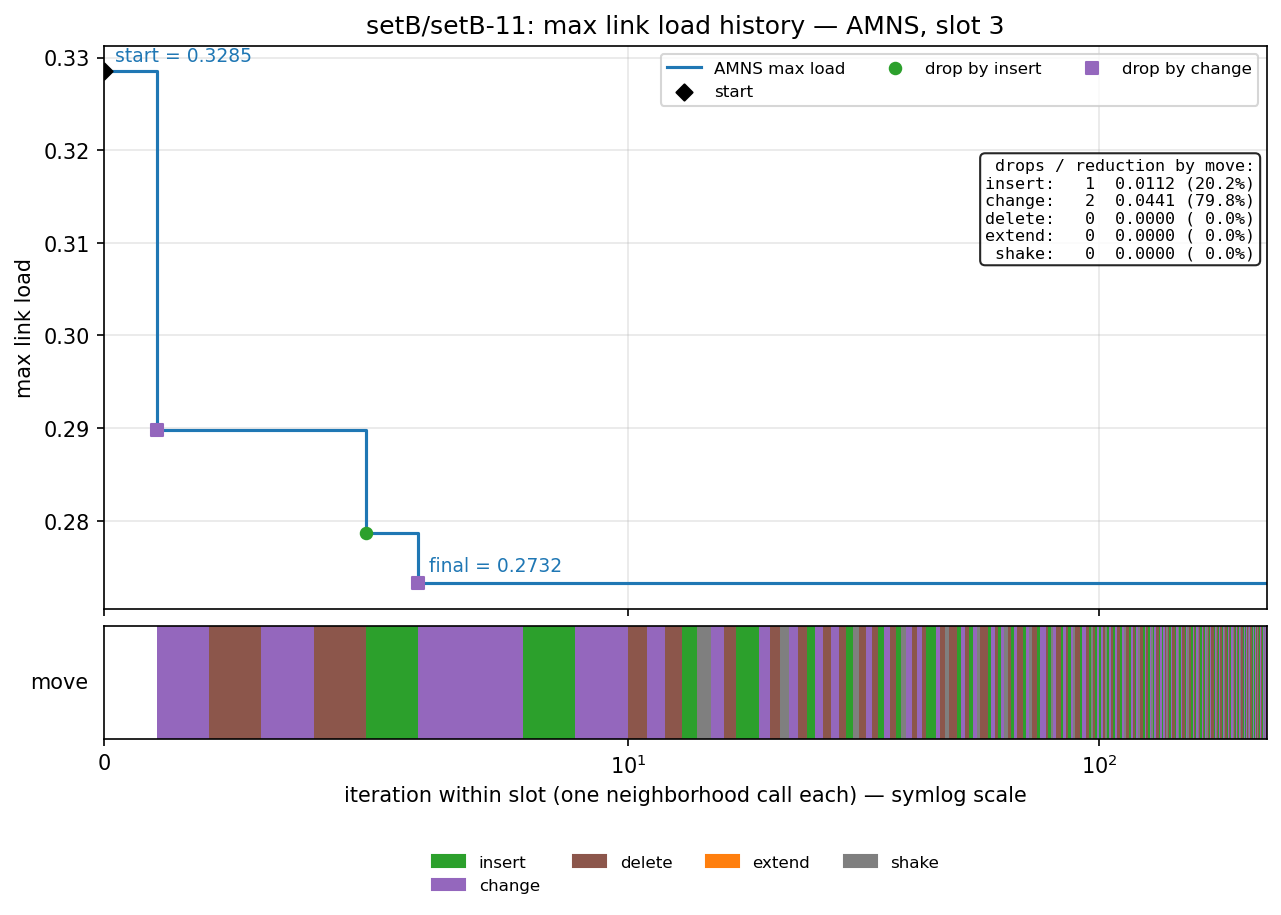 setB/setB-11: max link load history — AMNS, slot 3
start = 0.3285
AMNS max load
drop by insert
drop by change
start
drops / reduction by move:
insert:   1  0.0112 (20.2%)
change:   2  0.0441 (79.8%)
delete:   0  0.0000 ( 0.0%)
extend:   0  0.0000 ( 0.0%)
shake:   0  0.0000 ( 0.0%)
0.33
0.32
0.31
0.30
0.29
0.28
max link load
final = 0.2732
move
0
10¹
10²
iteration within slot (one neighborhood call each) — symlog scale
insert
delete
extend
shake
change